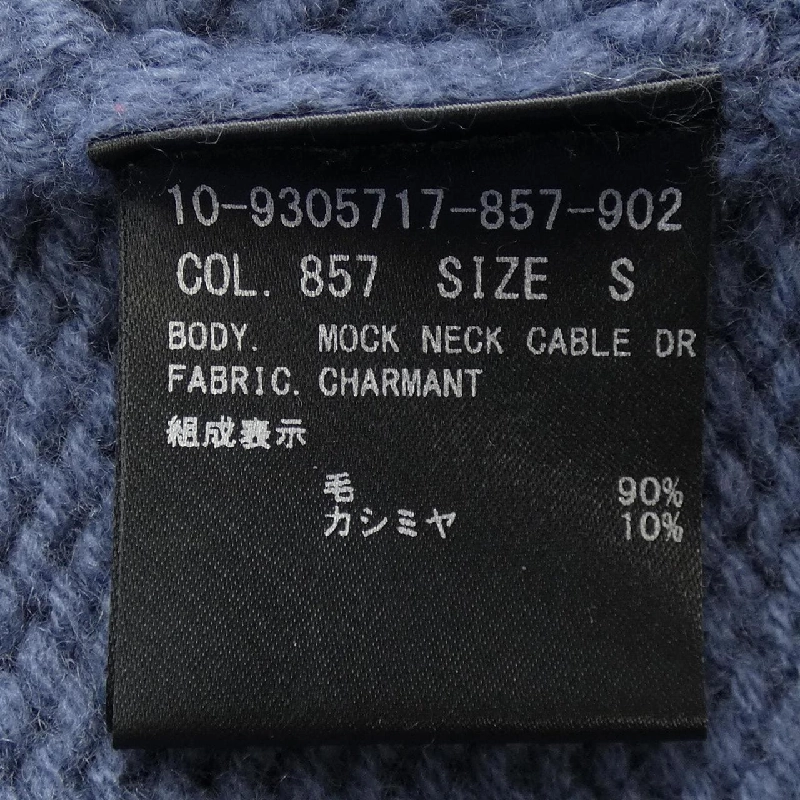 10-9305717-857-902
COL. 857 SIZE S
BODY. MOCK NECK CABLE DR
FABRIC. CHARMANT
組成表示
毛 90%
カシミヤ 10%